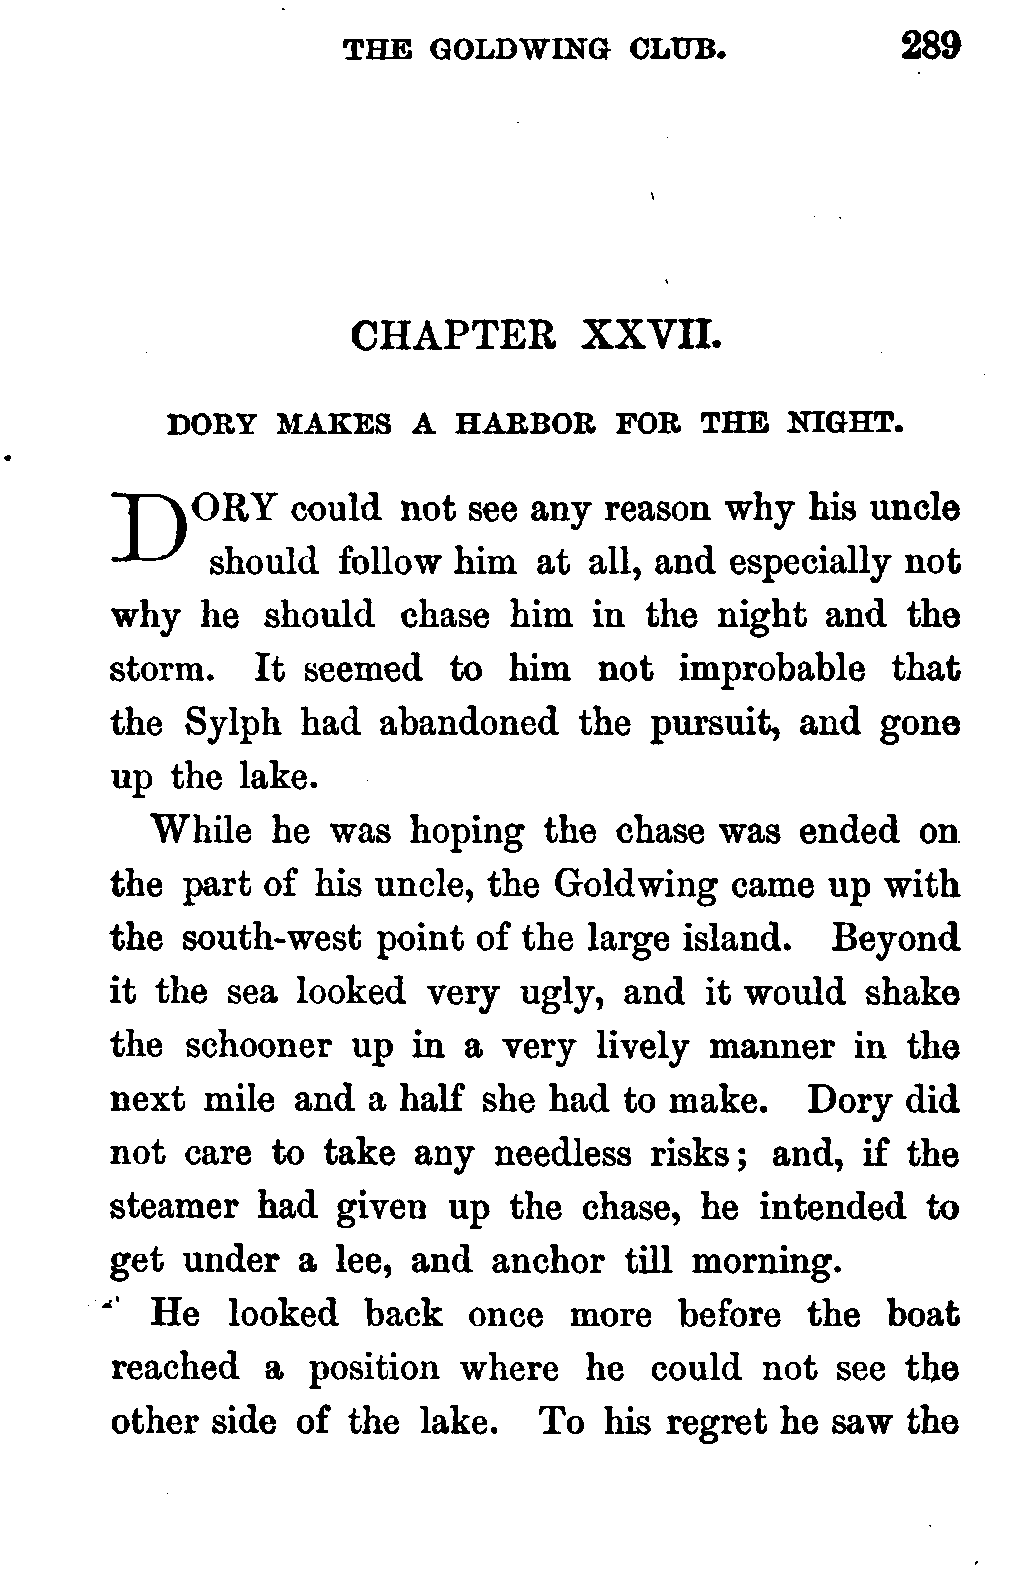 THE GOLDWING CLUB. 289
CHAPTER XXVII.
DORY MAKES A HARBOR FOR THE NIGHT.
DORY could not see any reason why his uncle
should follow him at all, and especially not
why he should chase him in the night and the
storm. It seemed to him not improbable that
the Sylph had abandoned the pursuit, and gone
up the lake.
While he was hoping the chase was ended on
the part of his uncle, the Goldwing came up with
the south-west point of the large island. Beyond
it the sea looked very ugly, and it would shake
the schooner up in a very lively manner in the
next mile and a half she had to make. Dory did
not care to take any needless risks; and, if the
steamer had given up the chase, he intended to
get under a lee, and anchor till morning.
He looked back once more before the boat
reached a position where he could not see the
other side of the lake. To his regret he saw the